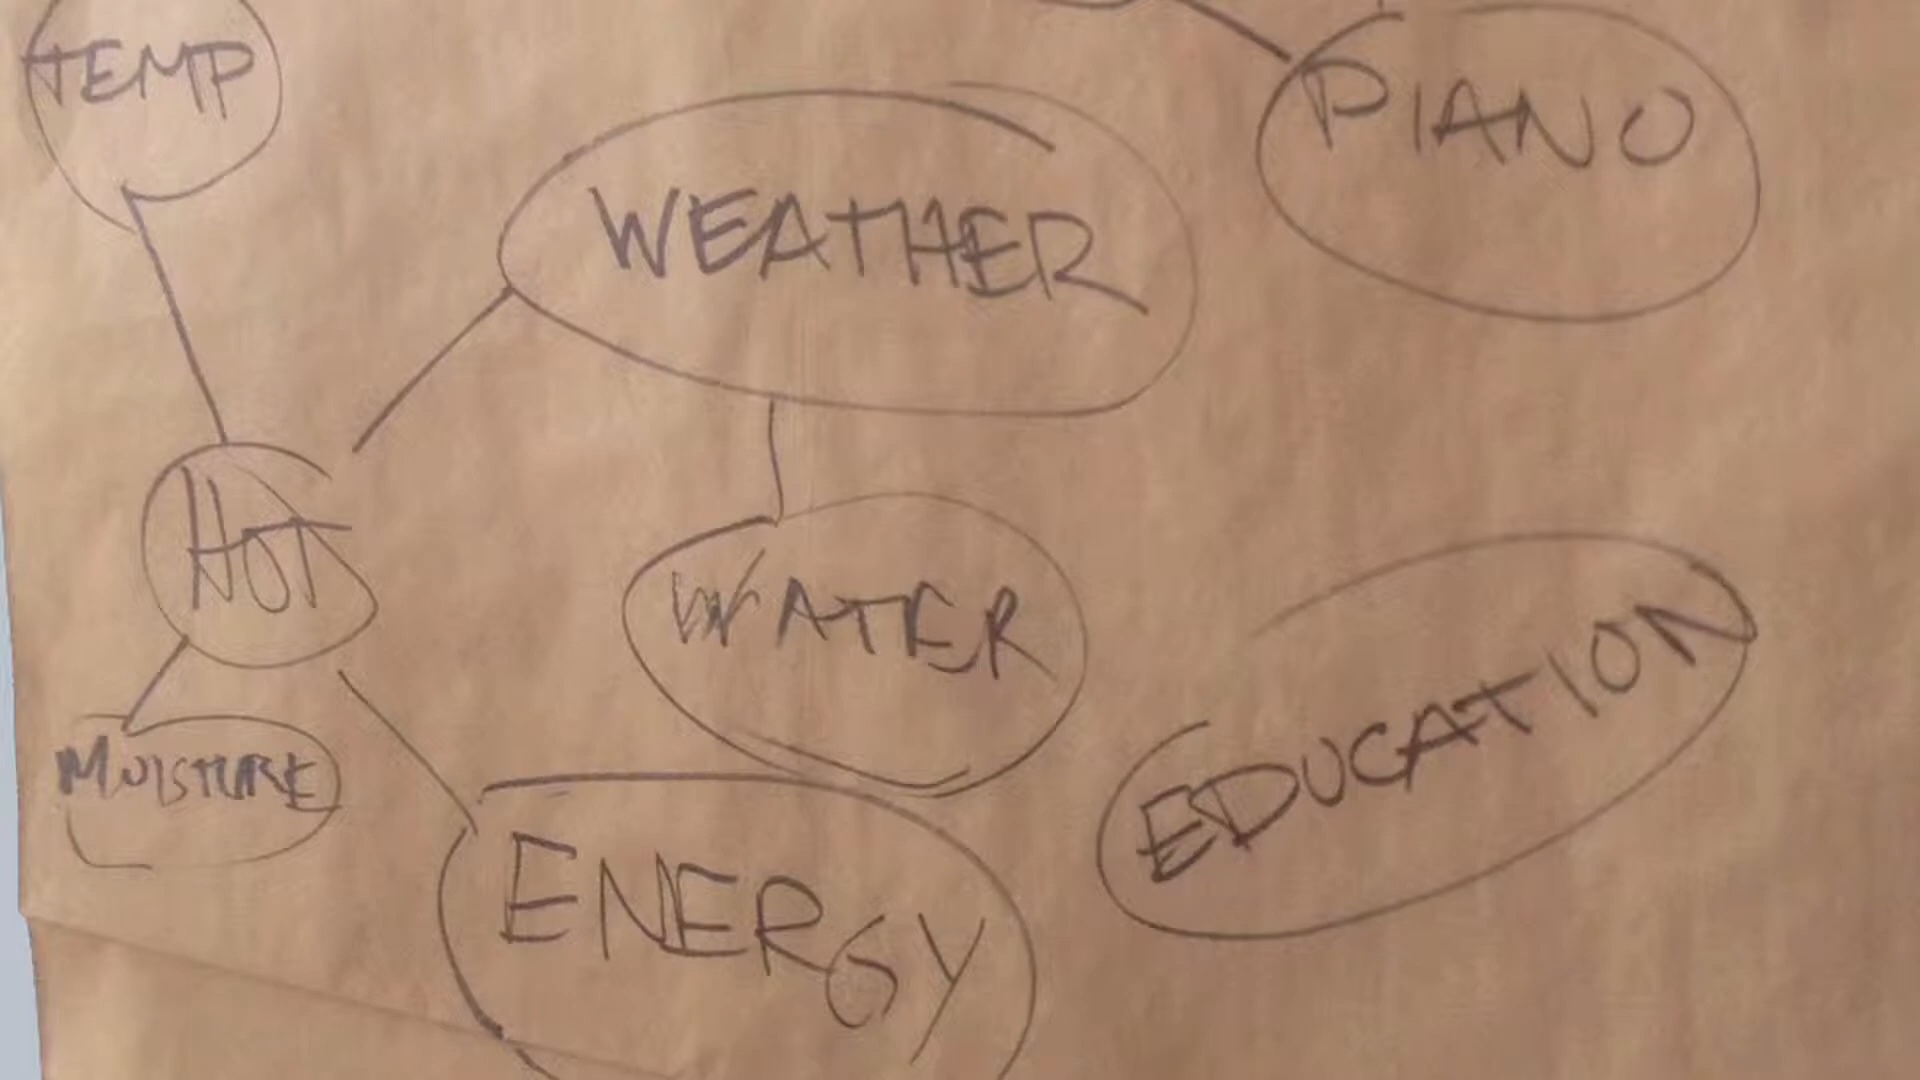 TEMP
PIANO
WEATHER
HOT
WATER
EDUCATION
MOISTURE
ENERGY